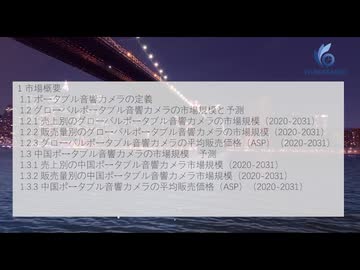 1 市場概要
1.1 ポータブル音響カメラの定義
1.2 グローバルポータブル音響カメラの市場規模と予測
1.2.1 売上別のグローバルポータブル音響カメラの市場規模（2020-2031）
1.2.2 販売量別のグローバルポータブル音響カメラの市場規模（2020-2031）
1.2.3 グローバルポータブル音響カメラの平均販売価格（ASP）（2020-2031）
1.3 中国ポータブル音響カメラの市場規模・予測
1.3.1 売上別の中国ポータブル音響カメラ市場規模（2020-2031）
1.3.2 販売量別の中国ポータブル音響カメラ市場規模（2020-2031）
1.3.3 中国ポータブル音響カメラの平均販売価格（ASP）（2020-2031）